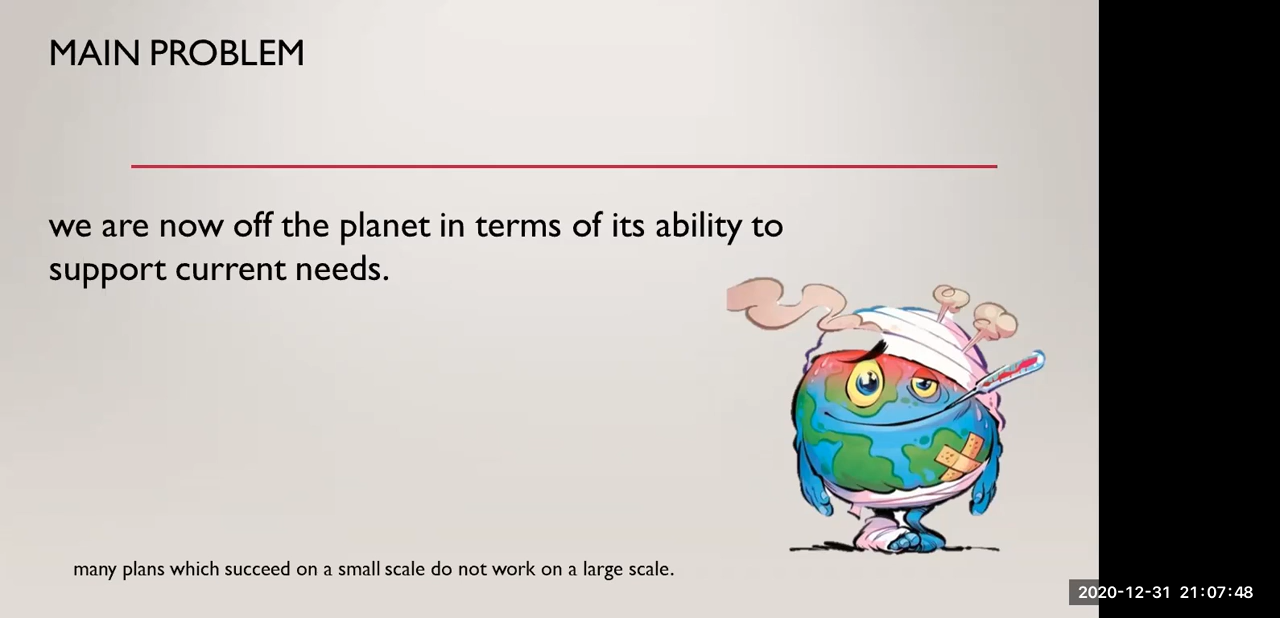 MAIN PROBLEM
we are now off the planet in terms of its ability to
support current needs.
many plans which succeed on a small scale do not work on a large scale.
2020-12-31 21:07:48